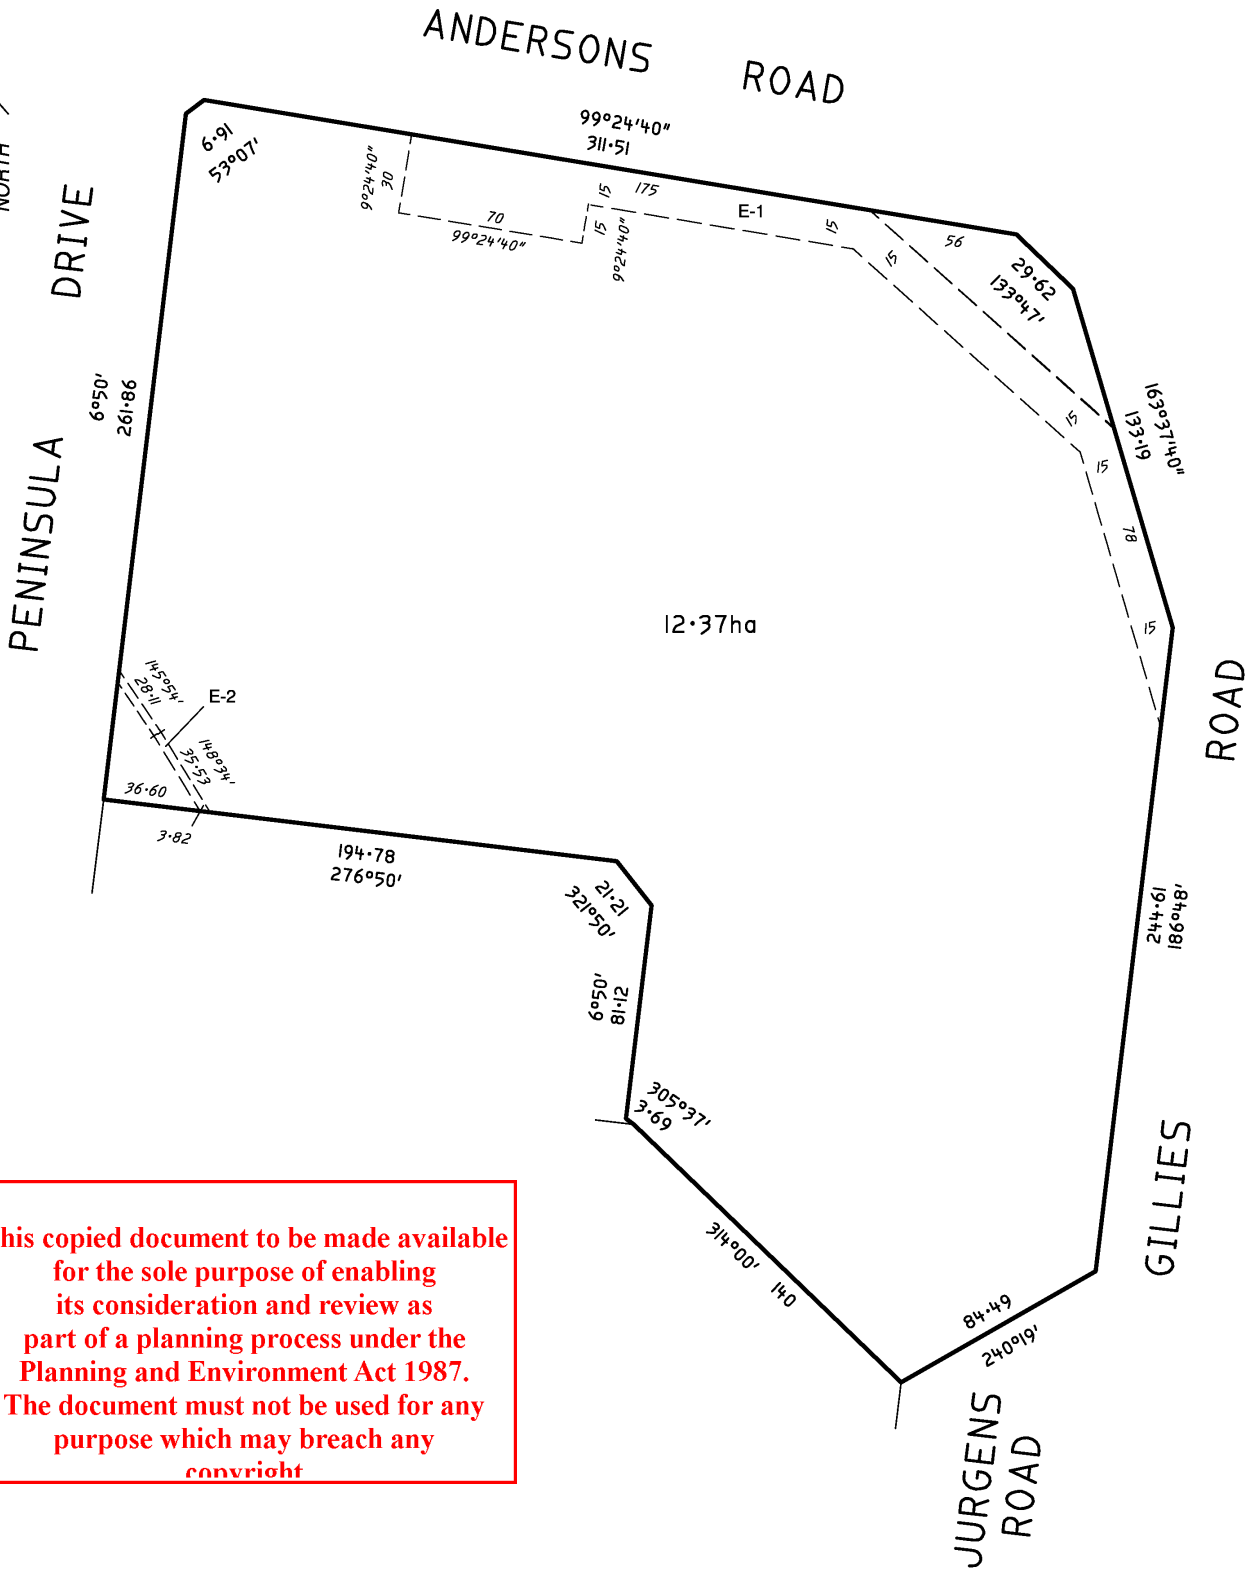 ANDERSONS ROAD
NORTH
99°24'40"
311·51
6·91
53°07'
DRIVE
9°24'40"
30
70
99°24'40"
15
175
15
9°24'40"
E-1
15
15
56
29·62
133°47'
6°50'
261·86
163°37'40"
133·19
15
15
78
15
PENINSULA
12·37ha
145°54'
28·11
E-2
148°34'
35·53
36·60
3·82
194·78
276°50'
21·21
321°50'
ROAD
244·61
186°48'
6°50'
81·12
305°37'
3·69
GILLIES
314°00'
140
84·49
240°19'
JURGENS
ROAD
his copied document to be made available
for the sole purpose of enabling
its consideration and review as
part of a planning process under the
Planning and Environment Act 1987.
The document must not be used for any
purpose which may breach any
copyright